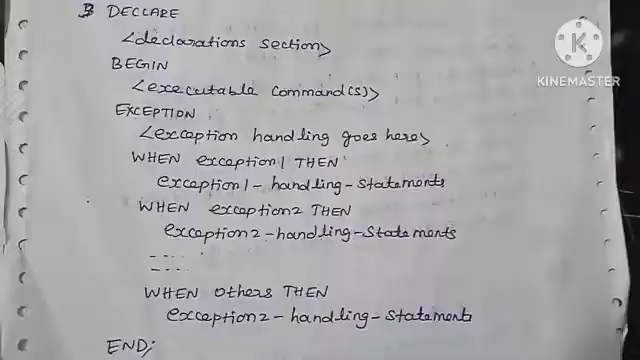 DECLARE
<declarations section>
BEGIN
<executable command(s)>
EXCEPTION
<exception handling goes here>
WHEN exception1 THEN
exception1-handling-statements
WHEN exception2 THEN
exception2-handling-statements
WHEN others THEN
exception2-handling-statements
END;
K
KINEMASTER